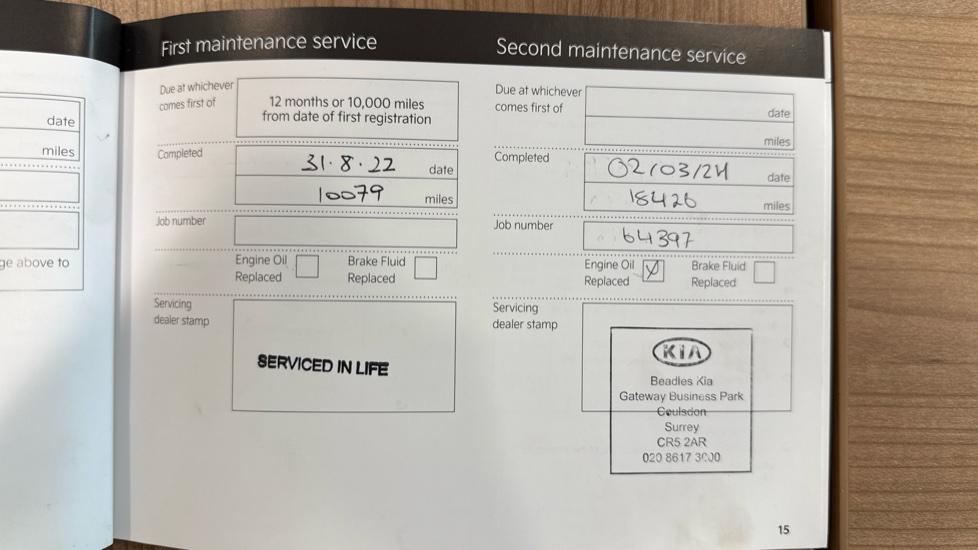 date
miles
ge above to
First maintenance service
Due at whichever
comes first of
12 months or 10,000 miles
from date of first registration
Completed
31·8·22 date
10079 miles
Job number
Engine Oil
Replaced
Brake Fluid
Replaced
Servicing
dealer stamp
SERVICED IN LIFE
Second maintenance service
Due at whichever
comes first of
date
miles
Completed
02/03/24 date
18426 miles
Job number
64397
Engine Oil
Replaced
Brake Fluid
Replaced
Servicing
dealer stamp
KIA
Beadles Kia
Gateway Business Park
Coulsdon
Surrey
CR5 2AR
020 8617 3000
15